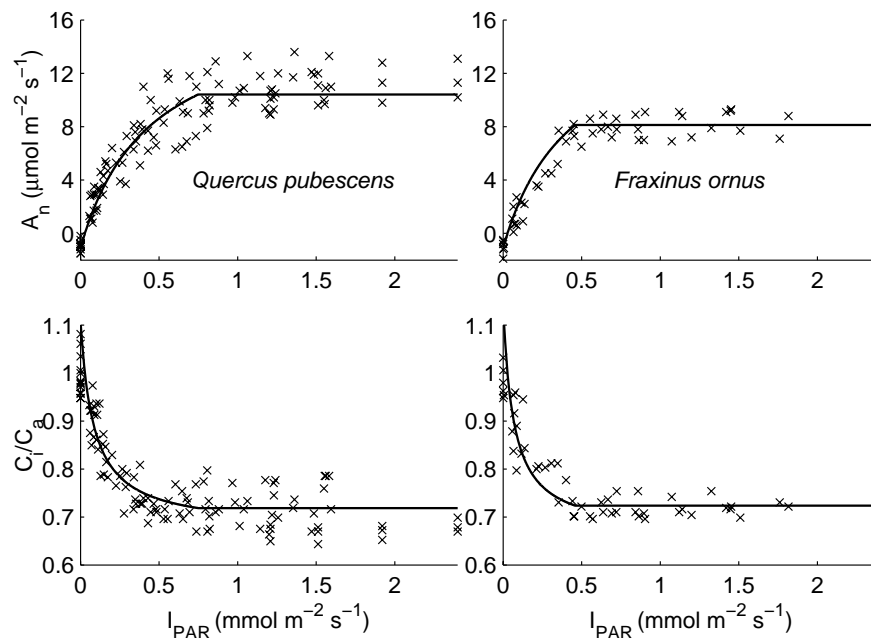 16
12
8
4
0
A_n (μmol m⁻² s⁻¹)
Quercus pubescens
0 0.5 1 1.5 2
16
12
8
4
0
Fraxinus ornus
0 0.5 1 1.5 2
1.1
1
0.9
0.8
0.7
0.6
C_i/C_a
0 0.5 1 1.5 2
I_PAR (mmol m⁻² s⁻¹)
1.1
1
0.9
0.8
0.7
0.6
0 0.5 1 1.5 2
I_PAR (mmol m⁻² s⁻¹)